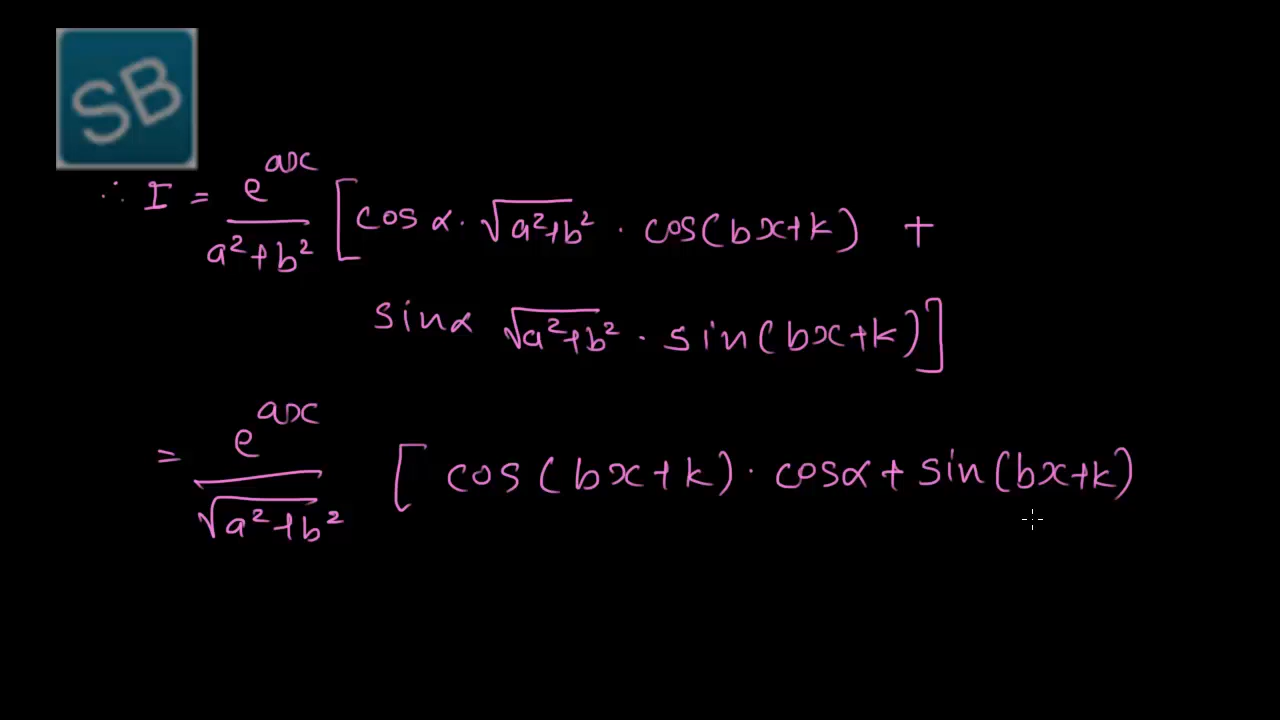 SB
∴ I = e^{ax} / (a²+b²) [cos α · √(a²+b²) · cos(bx+k) +
sin α √(a²+b²) · sin(bx+k)]
= e^{ax} / √(a²+b²) [ cos(bx+k) · cos α + sin(bx+k)